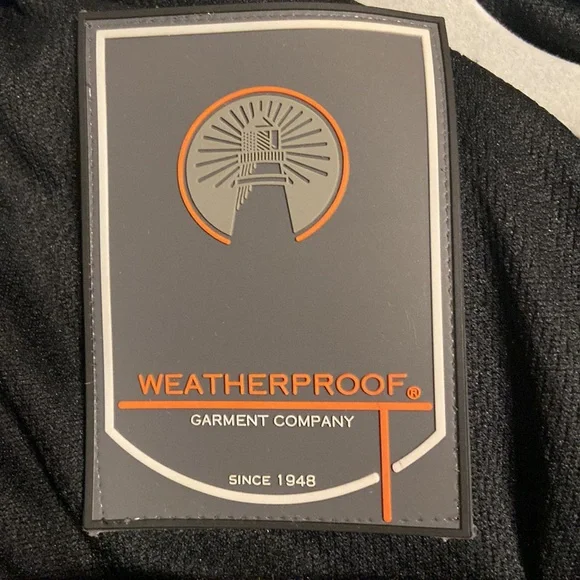 WEATHERPROOF®
GARMENT COMPANY
SINCE 1948